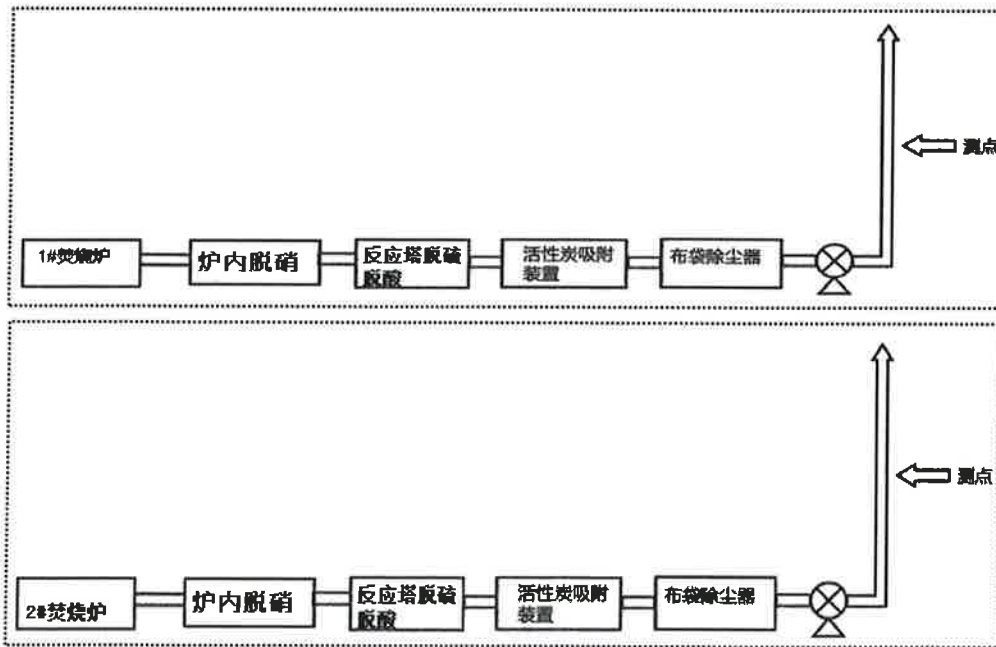 测点
1#焚烧炉
炉内脱硝
反应塔脱硫
脱酸
活性炭吸附
装置
布袋除尘器
测点
2#焚烧炉
炉内脱硝
反应塔脱硫
脱酸
活性炭吸附
装置
布袋除尘器